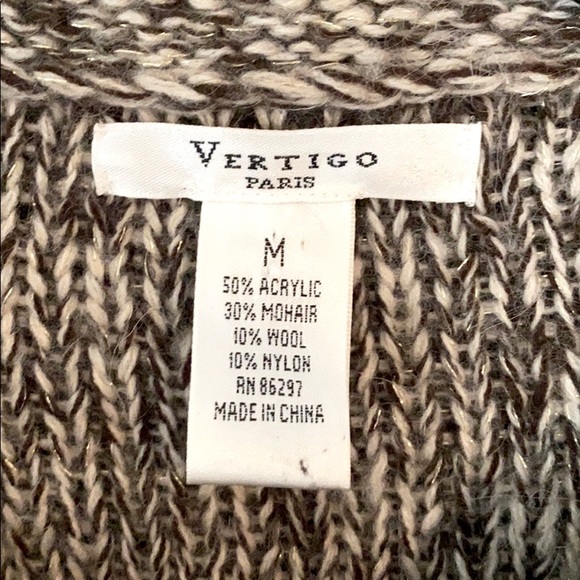 VERTIGO
PARIS
M
50% ACRYLIC
30% MOHAIR
10% WOOL
10% NYLON
RN 86297
MADE IN CHINA